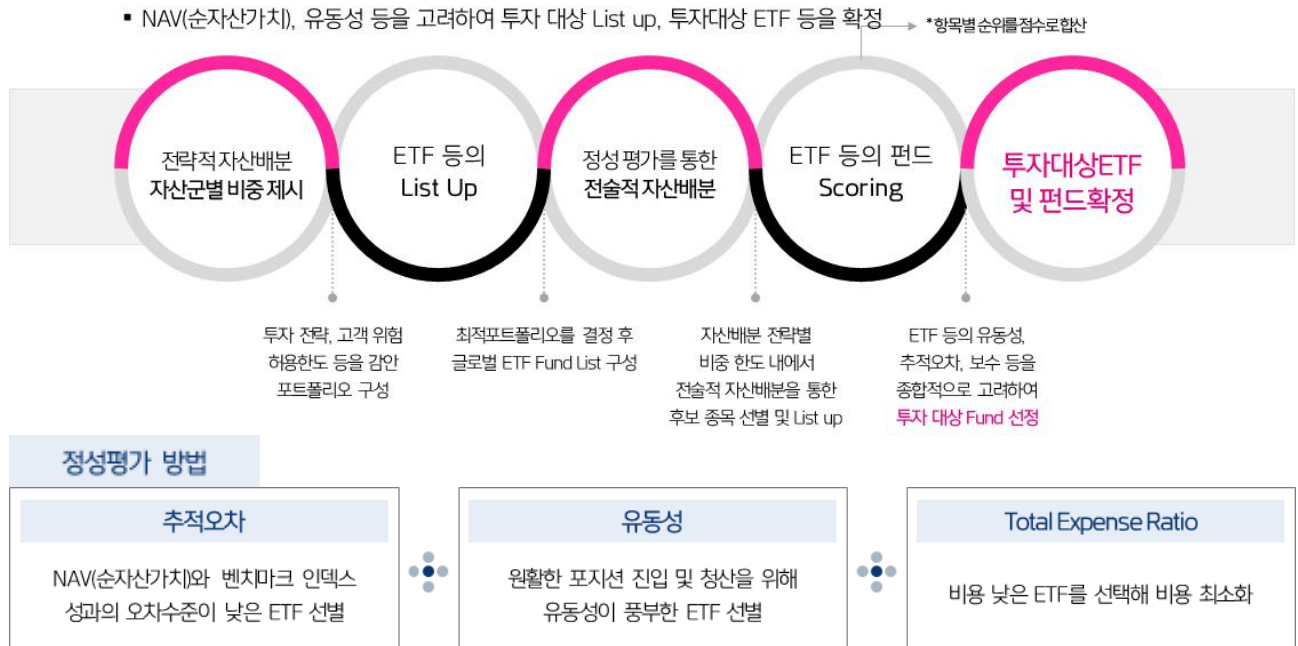 ▪ NAV(순자산가치), 유동성 등을 고려하여 투자 대상 List up, 투자대상 ETF 등을 확정
*항목별 순위를 점수로 합산
전략적 자산배분
자산군별 비중 제시
ETF 등의
List Up
정성 평가를 통한
전술적 자산배분
ETF 등의 펀드
Scoring
투자대상ETF
및 펀드확정
투자 전략, 고객 위험
허용한도 등을 감안
포트폴리오 구성
최적포트폴리오를 결정 후
글로벌 ETF Fund List 구성
자산배분 전략별
비중 한도 내에서
전술적 자산배분을 통한
후보 종목 선별 및 List up
ETF 등의 유동성,
추적오차, 보수 등을
종합적으로 고려하여
투자 대상 Fund 선정
정성평가 방법
추적오차
NAV(순자산가치)와 벤치마크 인덱스
성과의 오차수준이 낮은 ETF 선별
유동성
원활한 포지션 진입 및 청산을 위해
유동성이 풍부한 ETF 선별
Total Expense Ratio
비용 낮은 ETF를 선택해 비용 최소화